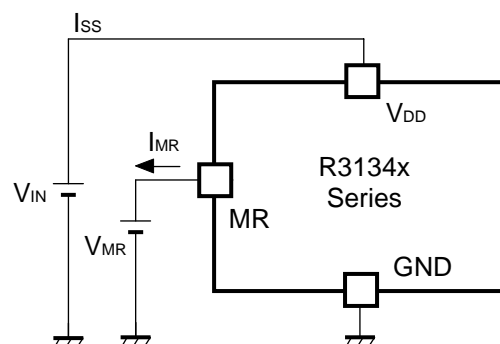 ISS
VDD
IMR
R3134x
Series
VIN
MR
VMR
GND